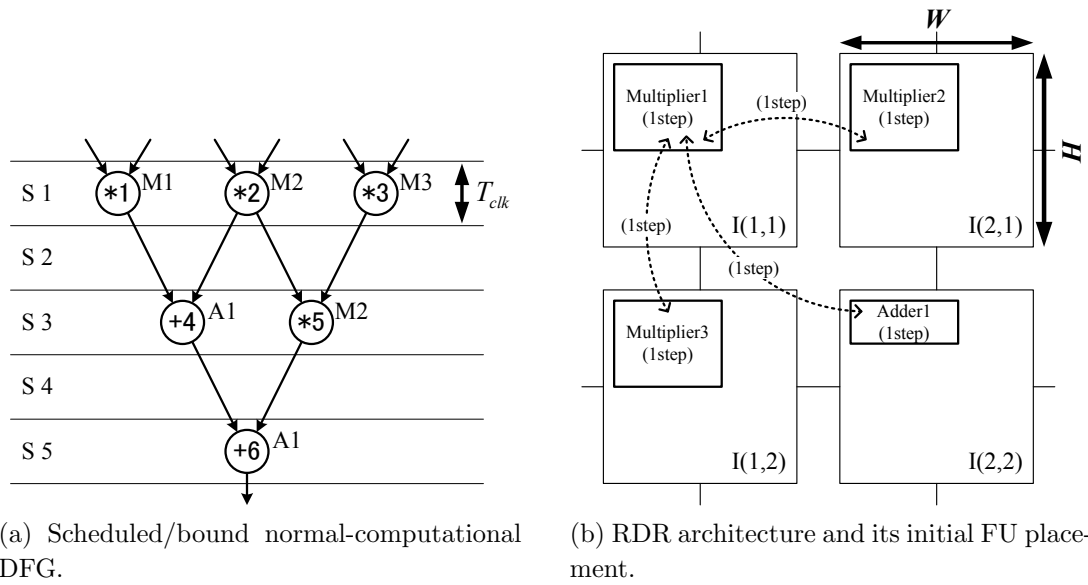 S 1
*1
M1
*2
M2
*3
M3
Tclk
S 2
S 3
+4
A1
*5
M2
S 4
S 5
+6
A1
(a) Scheduled/bound normal-computational
DFG.
W
H
Multiplier1
(1step)
(1step)
Multiplier2
(1step)
I(1,1)
I(2,1)
(1step)
(1step)
Multiplier3
(1step)
Adder1
(1step)
I(1,2)
I(2,2)
(b) RDR architecture and its initial FU place-
ment.